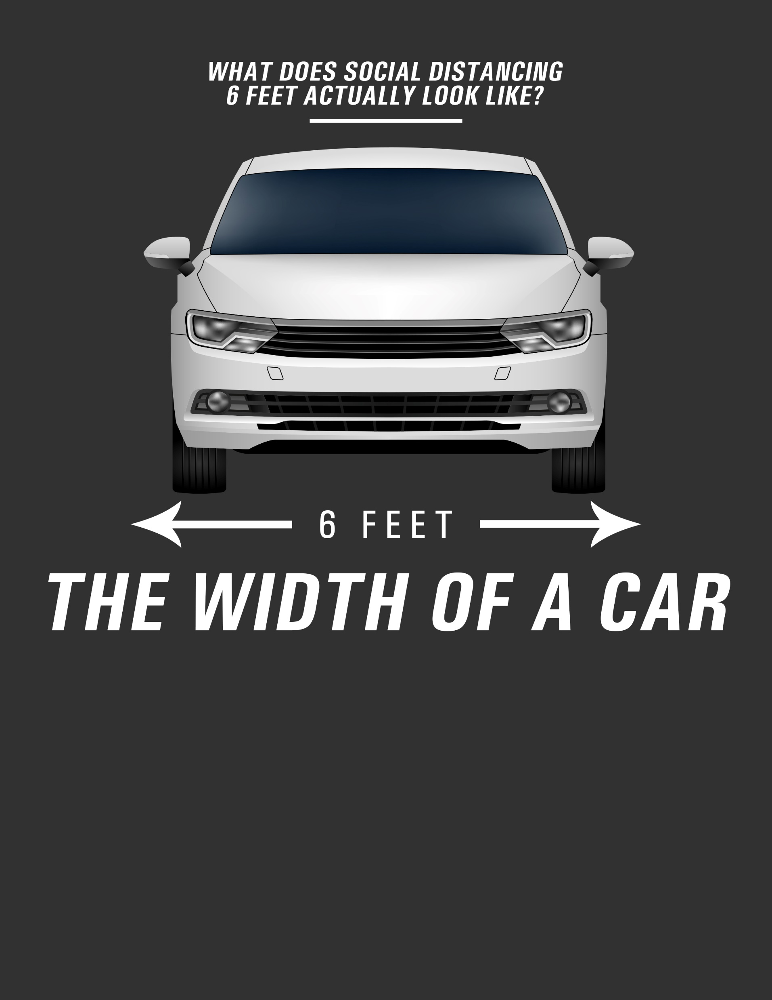 WHAT DOES SOCIAL DISTANCING
6 FEET ACTUALLY LOOK LIKE?
6 FEET
THE WIDTH OF A CAR